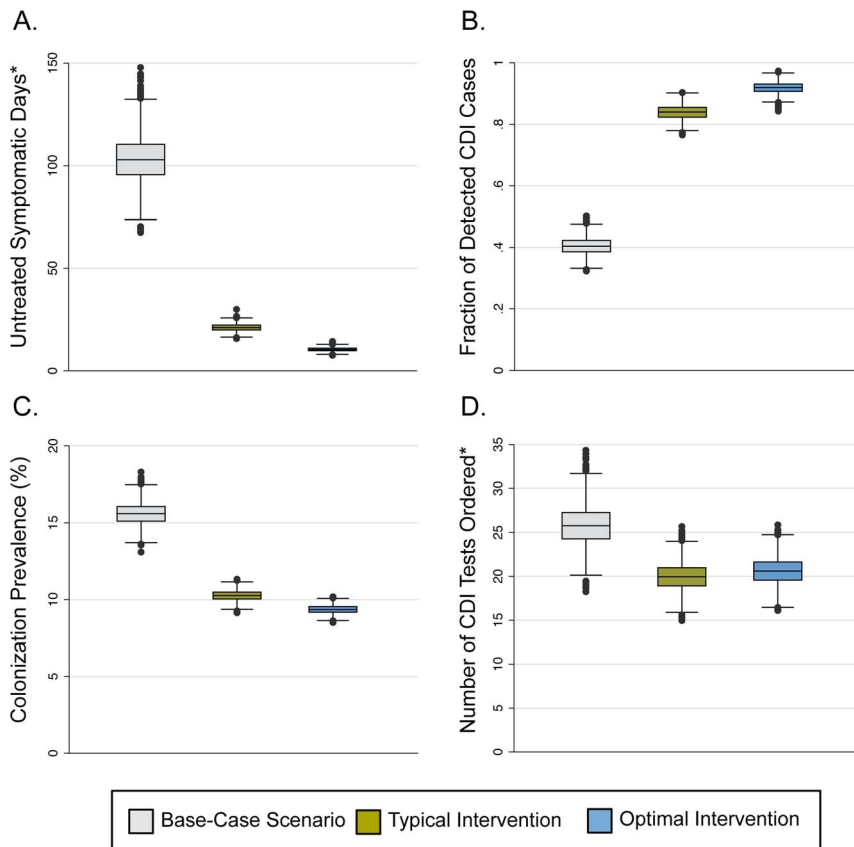 A.
Untreated Symptomatic Days*
150
100
50
0
B.
Fraction of Detected CDI Cases
1
.8
.6
.4
.2
0
C.
Colonization Prevalence (%)
20
15
10
5
0
D.
Number of CDI Tests Ordered*
35
30
25
20
15
10
5
0
Base-Case Scenario Typical Intervention Optimal Intervention